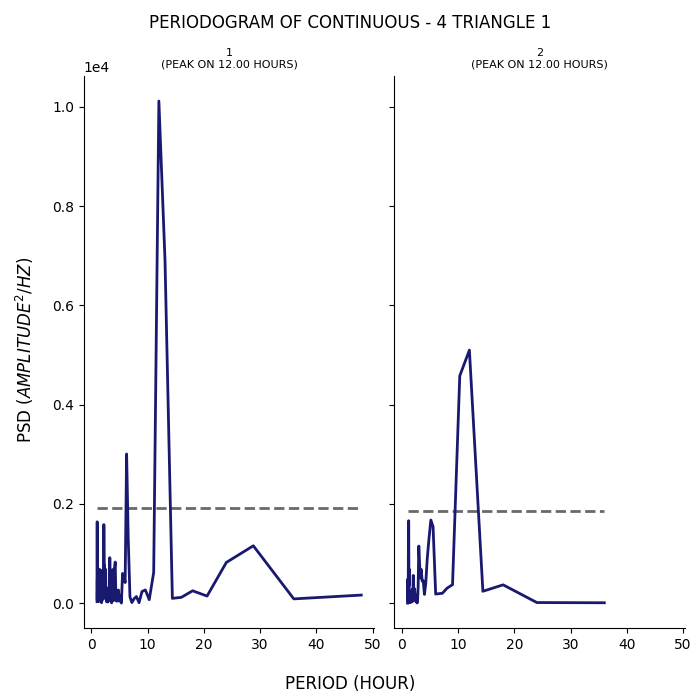 PERIODOGRAM OF CONTINUOUS - 4 TRIANGLE 1
1
(PEAK ON 12.00 HOURS)
2
(PEAK ON 12.00 HOURS)
1e4
1.0
0.8
0.6
0.4
0.2
0.0
PSD (AMPLITUDE²/HZ)
0 10 20 30 40 50
0 10 20 30 40 50
PERIOD (HOUR)